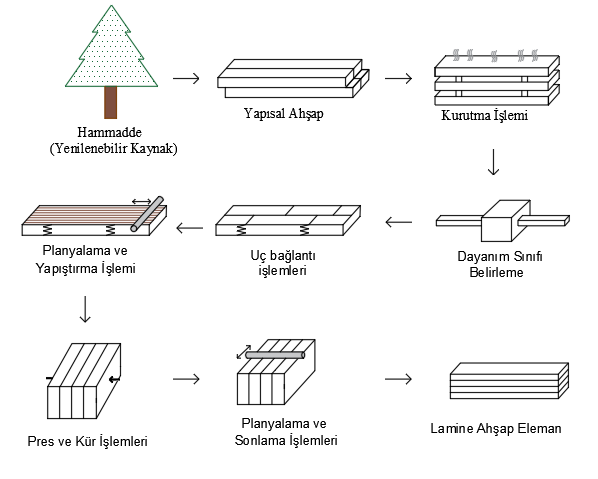 Hammadde
(Yenilenebilir Kaynak)
Yapısal Ahşap
Kurutma İşlemi
Dayanım Sınıfı
Belirleme
Uç bağlantı
işlemleri
Planyalama ve
Yapıştırma İşlemi
Pres ve Kür İşlemleri
Planyalama ve
Sonlama İşlemleri
Lamine Ahşap Eleman